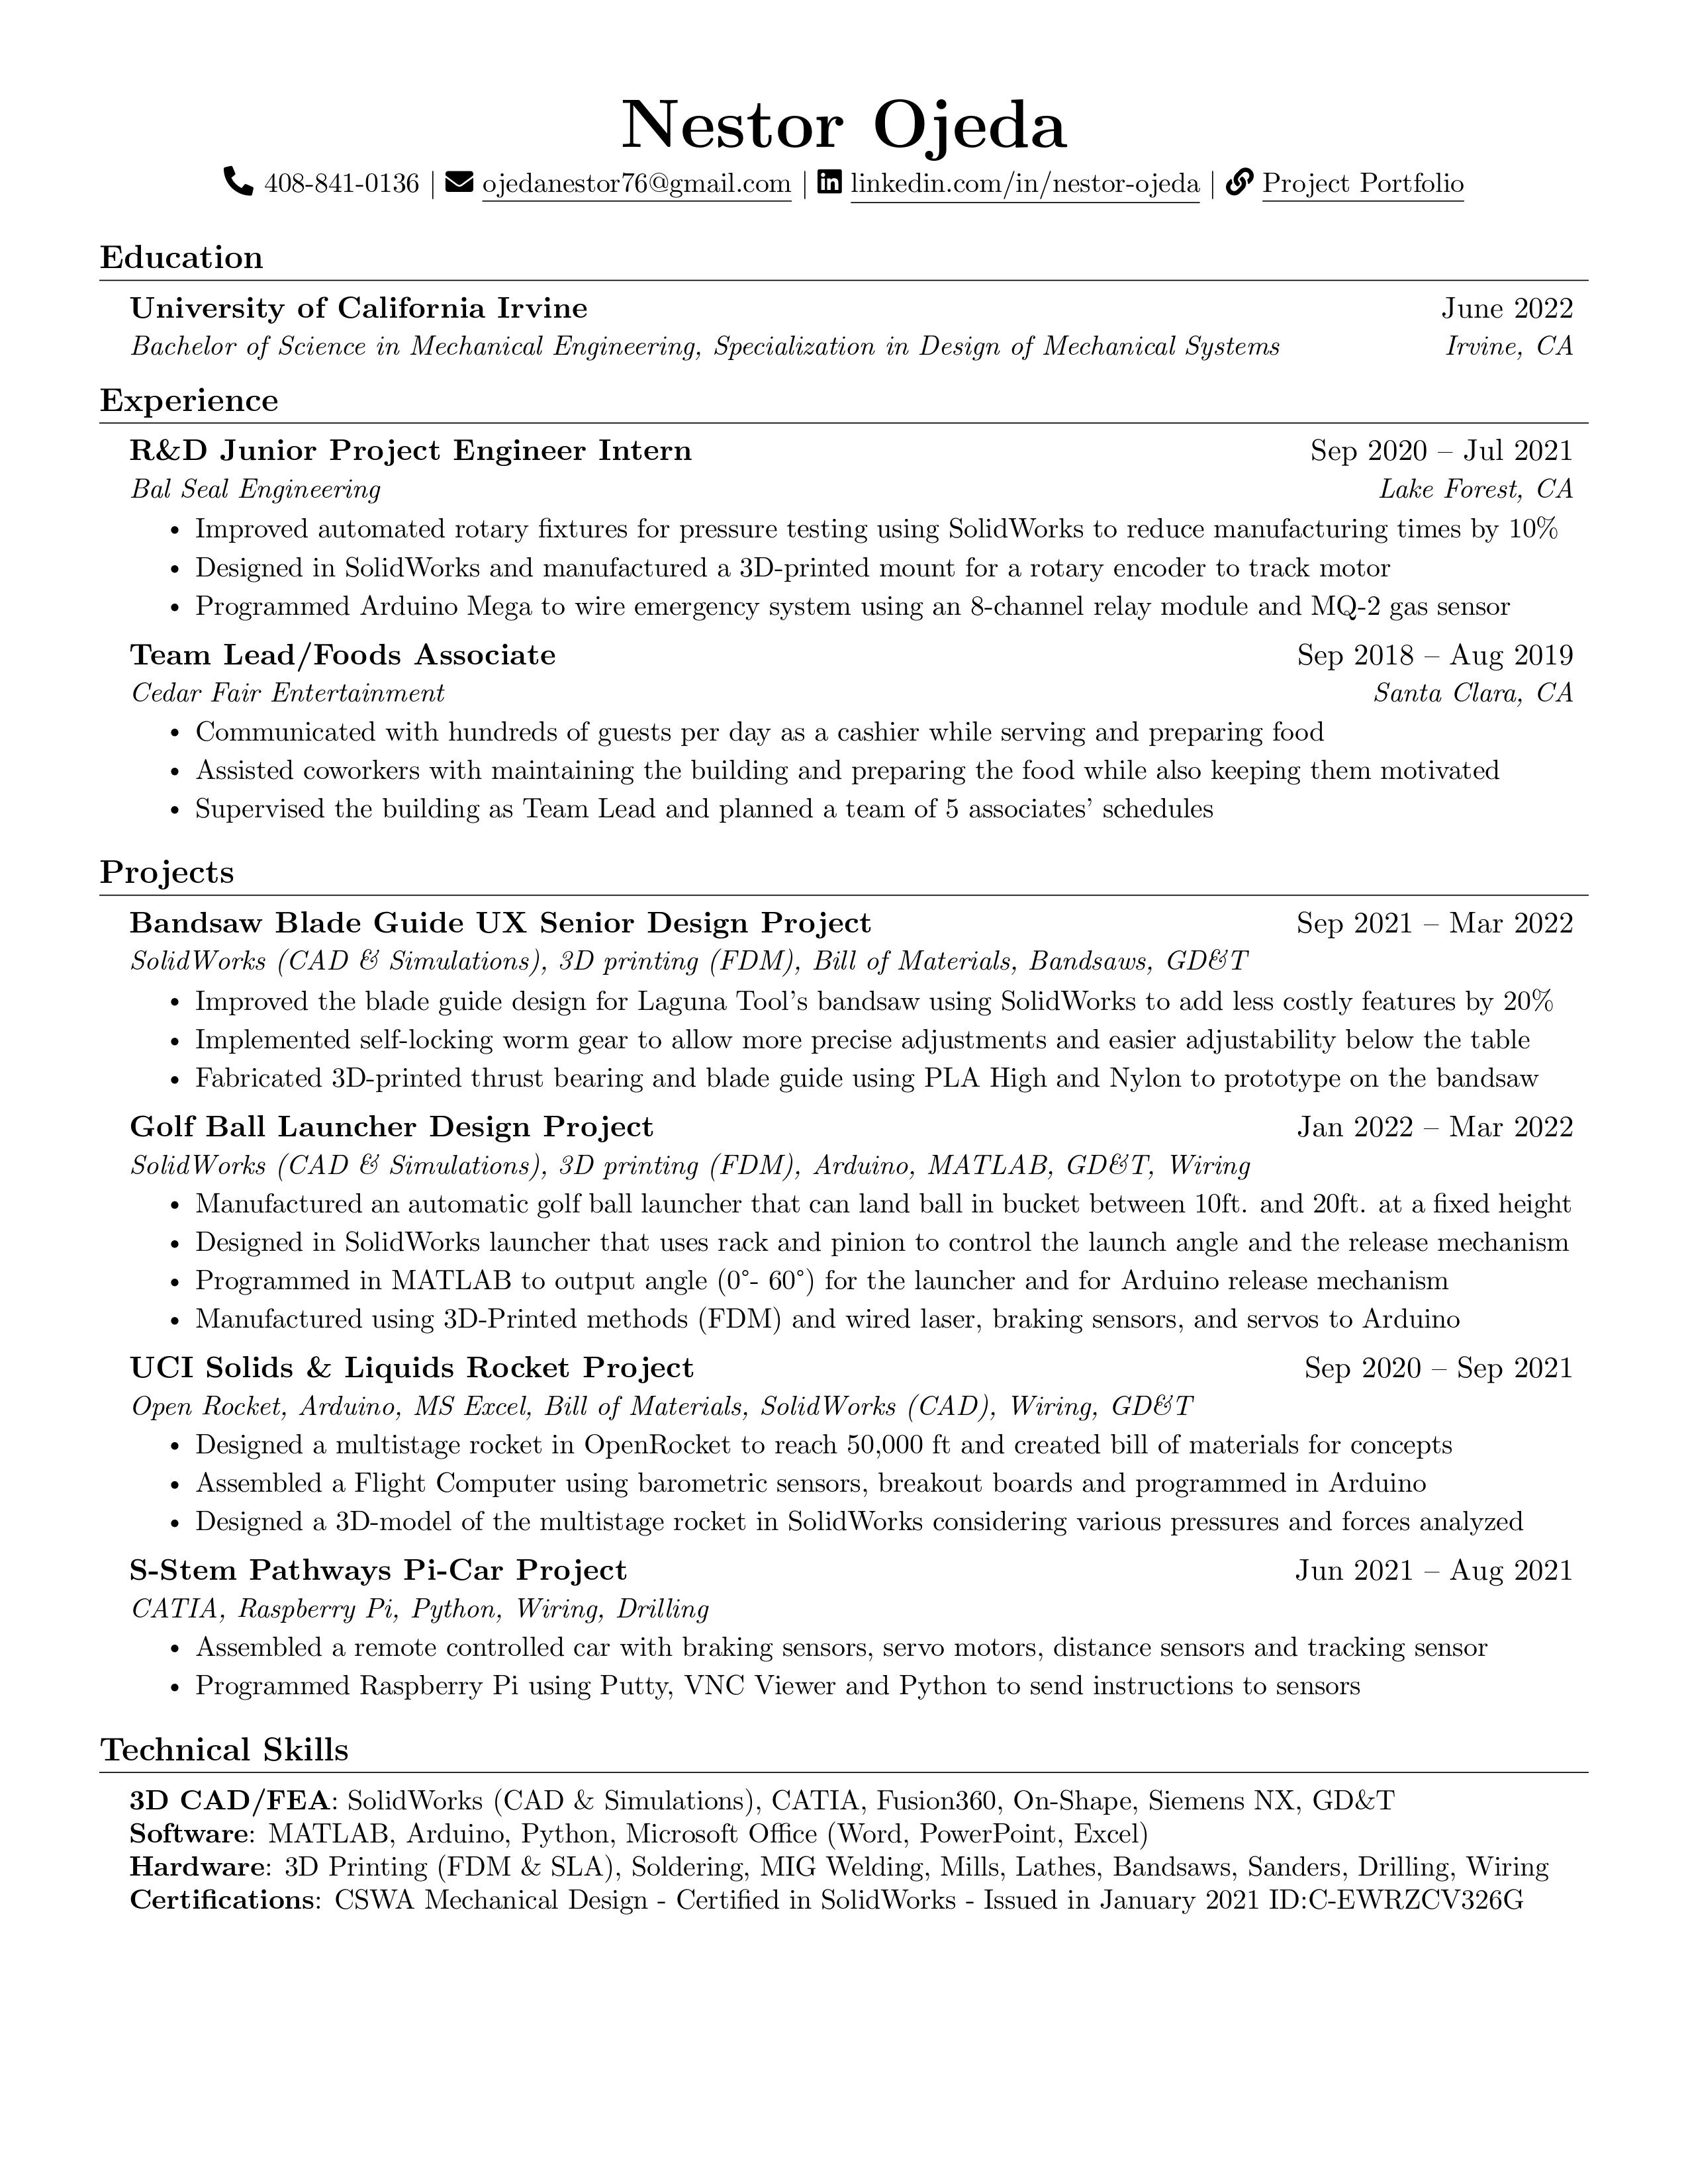 Nestor Ojeda
408-841-0136 | ojedanestor76@gmail.com | linkedin.com/in/nestor-ojeda | Project Portfolio
Education
University of California Irvine June 2022
Bachelor of Science in Mechanical Engineering, Specialization in Design of Mechanical Systems Irvine, CA
Experience
R&D Junior Project Engineer Intern Sep 2020 – Jul 2021
Bal Seal Engineering Lake Forest, CA
• Improved automated rotary fixtures for pressure testing using SolidWorks to reduce manufacturing times by 10%
• Designed in SolidWorks and manufactured a 3D-printed mount for a rotary encoder to track motor
• Programmed Arduino Mega to wire emergency system using an 8-channel relay module and MQ-2 gas sensor
Team Lead/Foods Associate Sep 2018 – Aug 2019
Cedar Fair Entertainment Santa Clara, CA
• Communicated with hundreds of guests per day as a cashier while serving and preparing food
• Assisted coworkers with maintaining the building and preparing the food while also keeping them motivated
• Supervised the building as Team Lead and planned a team of 5 associates' schedules
Projects
Bandsaw Blade Guide UX Senior Design Project Sep 2021 – Mar 2022
SolidWorks (CAD & Simulations), 3D printing (FDM), Bill of Materials, Bandsaws, GD&T
• Improved the blade guide design for Laguna Tool's bandsaw using SolidWorks to add less costly features by 20%
• Implemented self-locking worm gear to allow more precise adjustments and easier adjustability below the table
• Fabricated 3D-printed thrust bearing and blade guide using PLA High and Nylon to prototype on the bandsaw
Golf Ball Launcher Design Project Jan 2022 – Mar 2022
SolidWorks (CAD & Simulations), 3D printing (FDM), Arduino, MATLAB, GD&T, Wiring
• Manufactured an automatic golf ball launcher that can land ball in bucket between 10ft. and 20ft. at a fixed height
• Designed in SolidWorks launcher that uses rack and pinion to control the launch angle and the release mechanism
• Programmed in MATLAB to output angle (0°- 60°) for the launcher and for Arduino release mechanism
• Manufactured using 3D-Printed methods (FDM) and wired laser, braking sensors, and servos to Arduino
UCI Solids & Liquids Rocket Project Sep 2020 – Sep 2021
Open Rocket, Arduino, MS Excel, Bill of Materials, SolidWorks (CAD), Wiring, GD&T
• Designed a multistage rocket in OpenRocket to reach 50,000 ft and created bill of materials for concepts
• Assembled a Flight Computer using barometric sensors, breakout boards and programmed in Arduino
• Designed a 3D-model of the multistage rocket in SolidWorks considering various pressures and forces analyzed
S-Stem Pathways Pi-Car Project Jun 2021 – Aug 2021
CATIA, Raspberry Pi, Python, Wiring, Drilling
• Assembled a remote controlled car with braking sensors, servo motors, distance sensors and tracking sensor
• Programmed Raspberry Pi using Putty, VNC Viewer and Python to send instructions to sensors
Technical Skills
3D CAD/FEA: SolidWorks (CAD & Simulations), CATIA, Fusion360, On-Shape, Siemens NX, GD&T
Software: MATLAB, Arduino, Python, Microsoft Office (Word, PowerPoint, Excel)
Hardware: 3D Printing (FDM & SLA), Soldering, MIG Welding, Mills, Lathes, Bandsaws, Sanders, Drilling, Wiring
Certifications: CSWA Mechanical Design - Certified in SolidWorks - Issued in January 2021 ID:C-EWRZCV326G